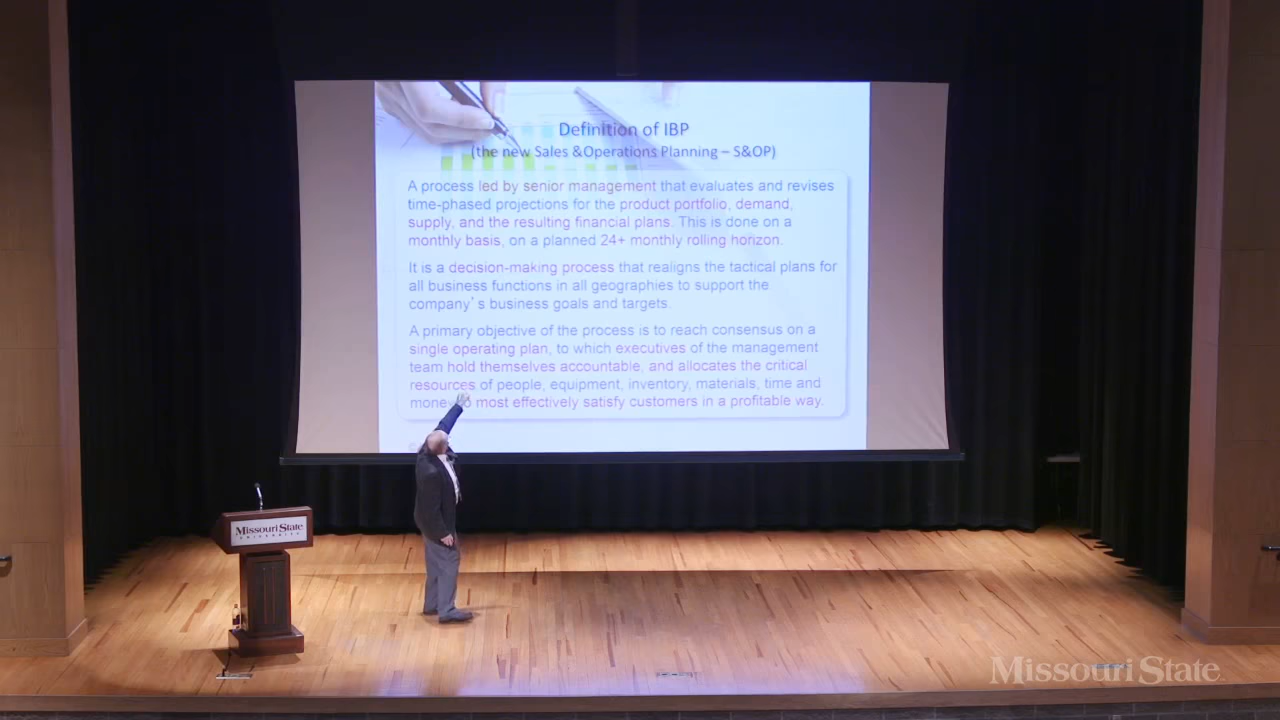 Definition of IBP
(the new Sales &Operations Planning – S&OP)
A process led by senior management that evaluates and revises
time-phased projections for the product portfolio, demand,
supply, and the resulting financial plans. This is done on a
monthly basis, on a planned 24+ monthly rolling horizon.
It is a decision-making process that realigns the tactical plans for
all business functions in all geographies to support the
company's business goals and targets.
A primary objective of the process is to reach consensus on a
single operating plan, to which executives of the management
team hold themselves accountable, and allocates the critical
resources of people, equipment, inventory, materials, time and
most effectively satisfy customers in a profitable way.
Missouri State
UNIVERSITY
Missouri State